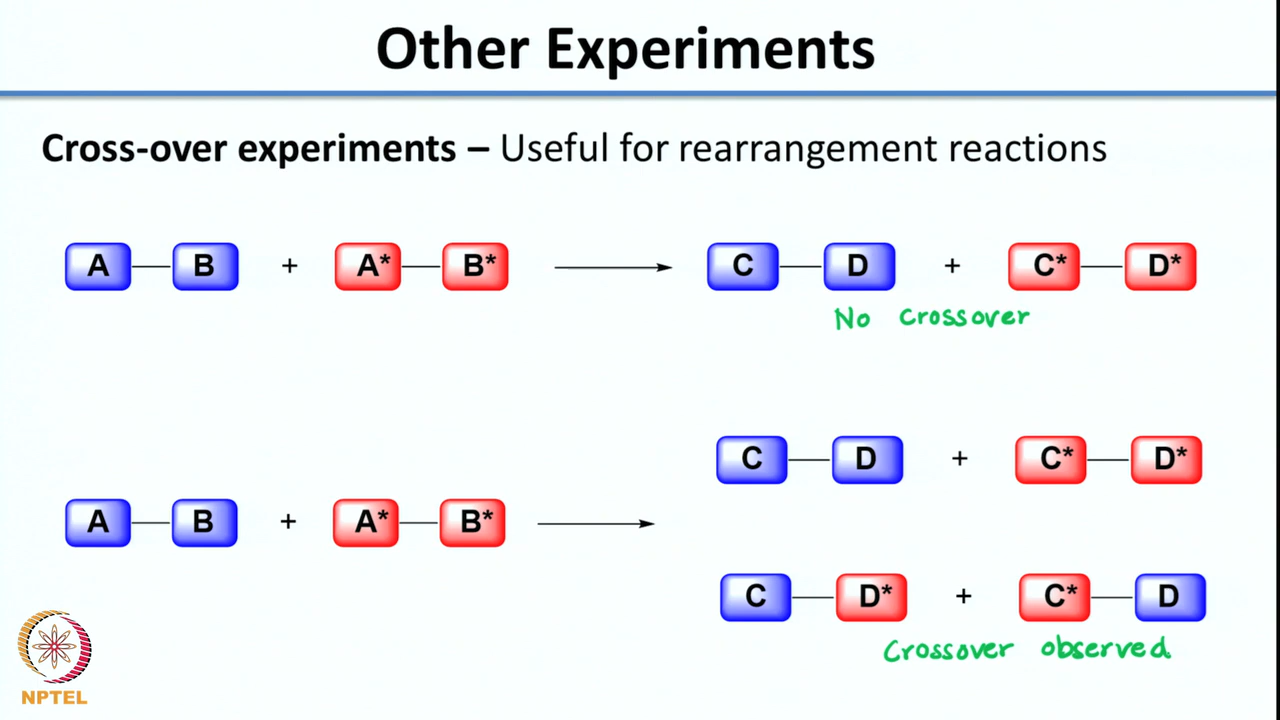 Other Experiments
Cross-over experiments – Useful for rearrangement reactions
A B + A* B* C D + C* D*
No crossover
C D + C* D*
A B + A* B*
C D* + C* D
Crossover observed
NPTEL